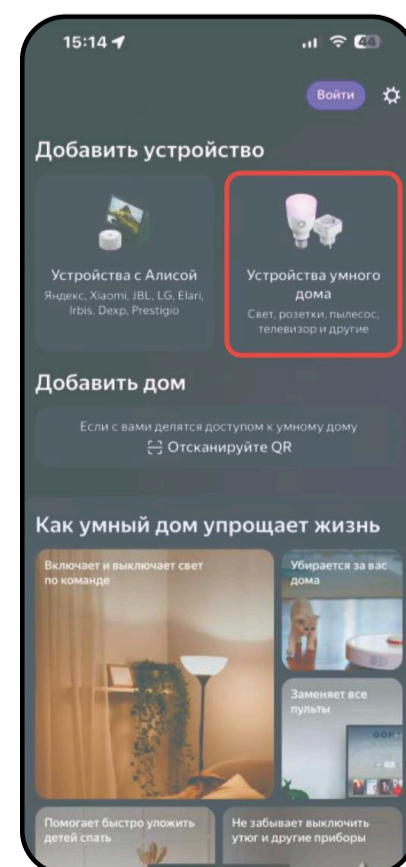 15:14
44
Войти
Добавить устройство
Устройства с Алисой
Яндекс, Xiaomi, JBL, LG, Elari,
Irbis, Dexp, Prestigio
Устройства умного
дома
Свет, розетки, пылесос,
телевизор и другие
Добавить дом
Если с вами делятся доступом к умному дому
Отсканируйте QR
Как умный дом упрощает жизнь
Включает и выключает свет
по команде
Убирается за вас
дома
Заменяет все
пульты
Помогает быстро уложить
детей спать
Не забывает выключить
утюг и другие приборы